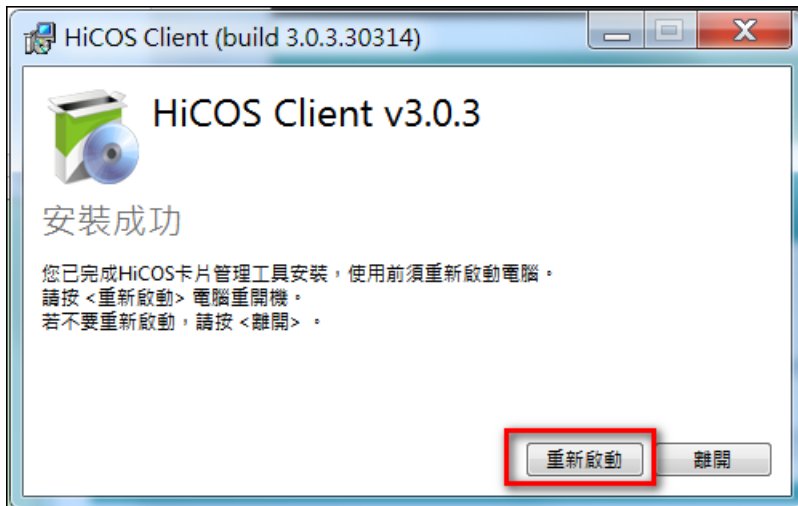 HiCOS Client (build 3.0.3.30314)
HiCOS Client v3.0.3
安裝成功
您已完成HiCOS卡片管理工具安裝，使用前須重新啟動電腦。
請按 <重新啟動> 電腦重開機。
若不要重新啟動，請按 <離開> 。
重新啟動
離開